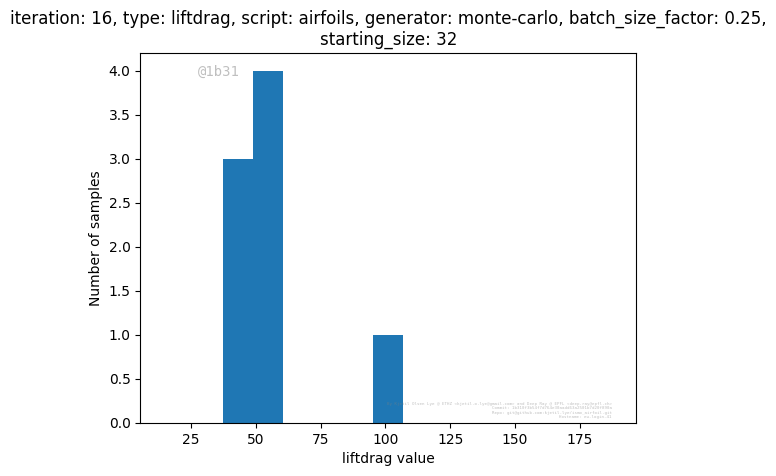 iteration: 16, type: liftdrag, script: airfoils, generator: monte-carlo, batch_size_factor: 0.25,
starting_size: 32
@1b31
4.0
3.5
3.0
2.5
2.0
1.5
1.0
0.5
0.0
Number of samples
25 50 75 100 125 150 175
liftdrag value